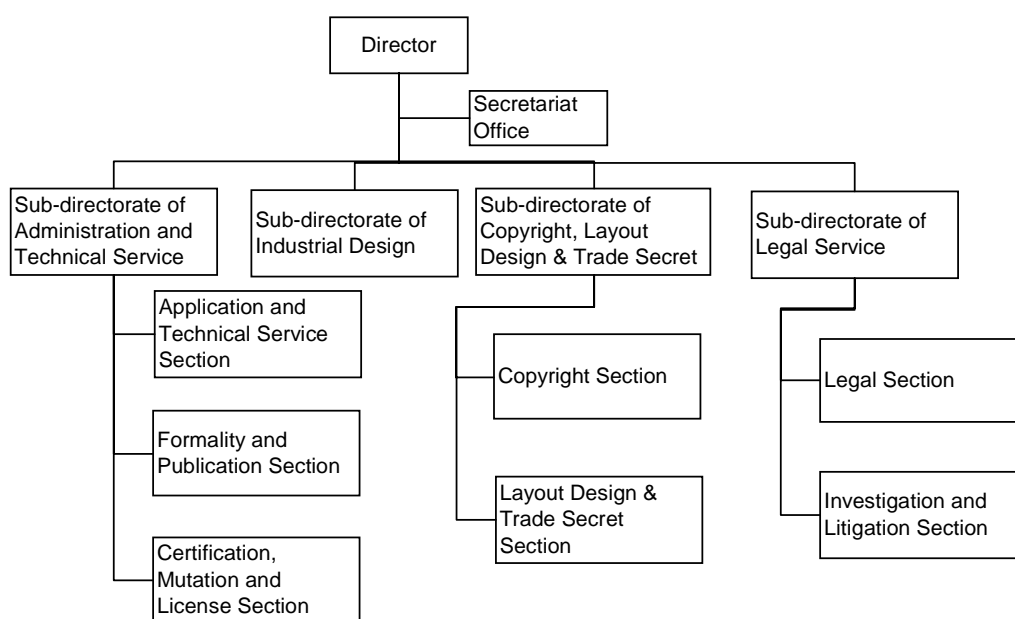 Director
Secretariat
Office
Sub-directorate of
Administration and
Technical Service
Sub-directorate of
Industrial Design
Sub-directorate of
Copyright, Layout
Design & Trade Secret
Sub-directorate of
Legal Service
Application and
Technical Service
Section
Formality and
Publication Section
Certification,
Mutation and
License Section
Copyright Section
Layout Design &
Trade Secret
Section
Legal Section
Investigation and
Litigation Section